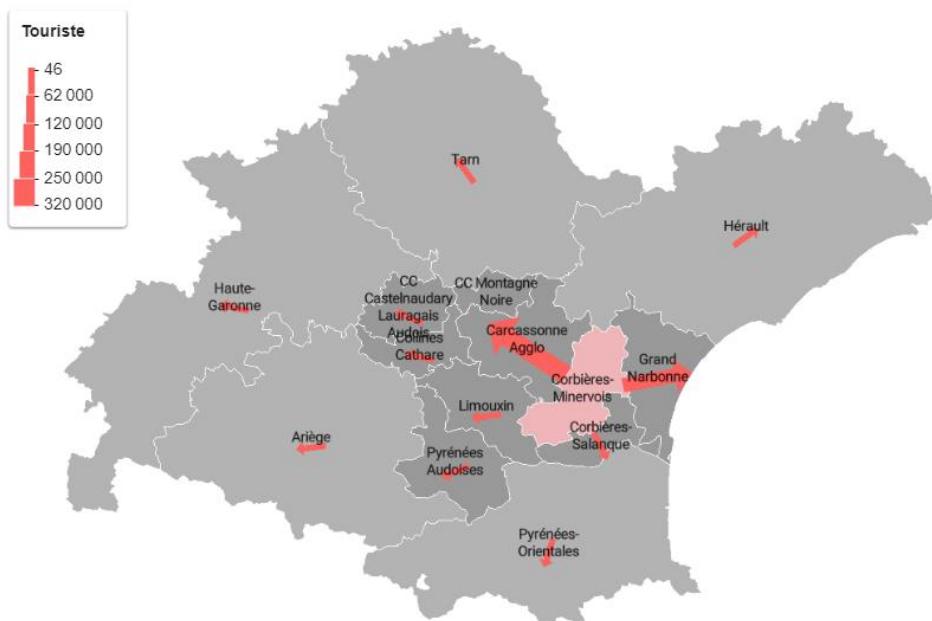 Touriste
46
62 000
120 000
190 000
250 000
320 000
Tarn
Hérault
Haute-
Garonne
CC
Castelnaudary
Lauragais
Audois
CC Montagne
Noire
Collines
Cathare
Carcassonne
Agglo
Grand
Narbonne
Corbières-
Minervois
Limouxin
Corbières-
Salanque
Ariège
Pyrénées
Audoises
Pyrénées-
Orientales